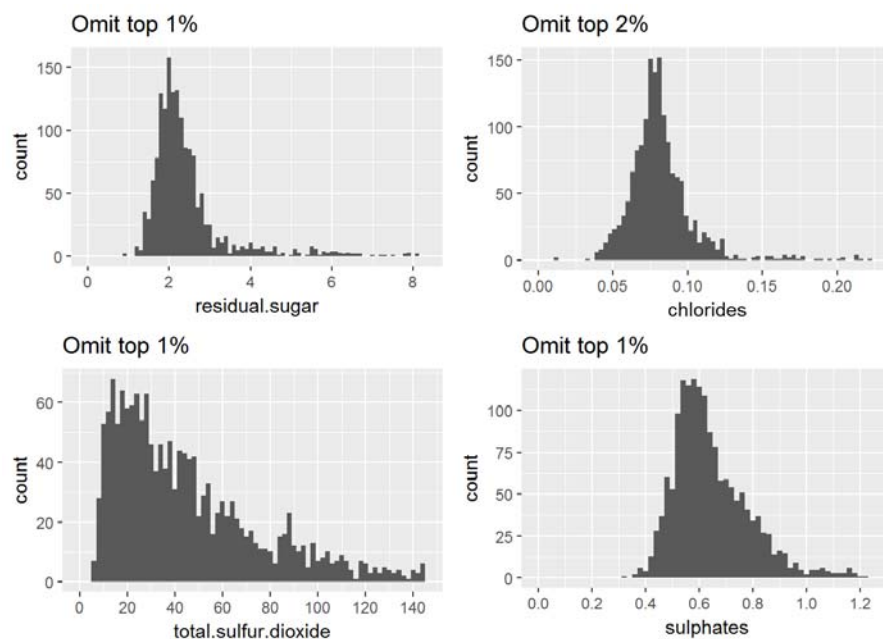 Omit top 1%
150
100
50
0
count
0 2 4 6 8
residual.sugar
Omit top 2%
150
100
50
0
count
0.00 0.05 0.10 0.15 0.20
chlorides
Omit top 1%
60
40
20
0
count
0 20 40 60 80 100 120 140
total.sulfur.dioxide
Omit top 1%
100
75
50
25
0
count
0.0 0.2 0.4 0.6 0.8 1.0 1.2
sulphates